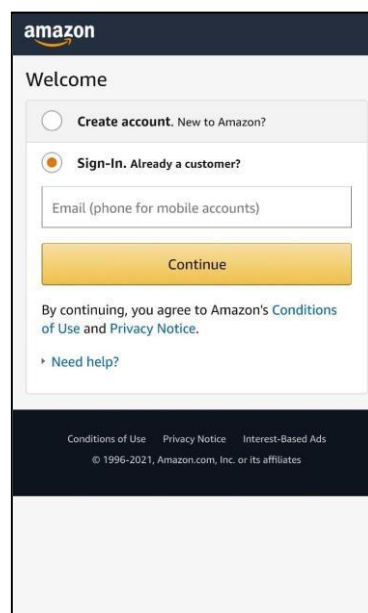 amazon
Welcome
Create account. New to Amazon?
Sign-In. Already a customer?
Email (phone for mobile accounts)
Continue
By continuing, you agree to Amazon's Conditions
of Use and Privacy Notice.
Need help?
Conditions of Use Privacy Notice Interest-Based Ads
© 1996-2021, Amazon.com, Inc. or its affiliates